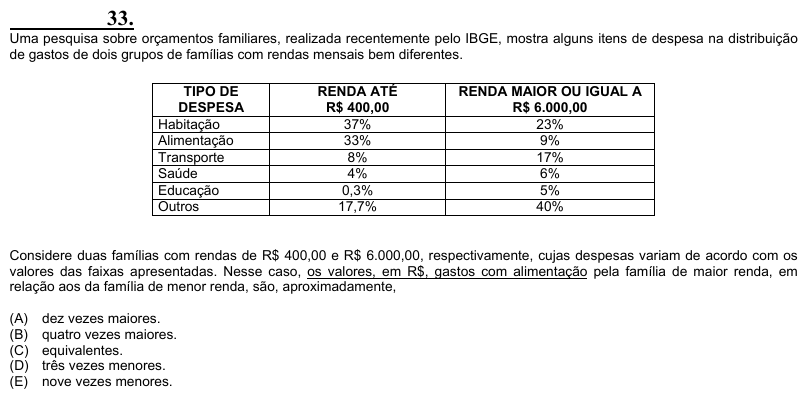 33.
Uma pesquisa sobre orçamentos familiares, realizada recentemente pelo IBGE, mostra alguns itens de despesa na distribuição
de gastos de dois grupos de famílias com rendas mensais bem diferentes.
TIPO DE DESPESA RENDA ATÉ R$ 400,00 RENDA MAIOR OU IGUAL A R$ 6.000,00
Habitação 37% 23%
Alimentação 33% 9%
Transporte 8% 17%
Saúde 4% 6%
Educação 0,3% 5%
Outros 17,7% 40%
Considere duas famílias com rendas de R$ 400,00 e R$ 6.000,00, respectivamente, cujas despesas variam de acordo com os
valores das faixas apresentadas. Nesse caso, os valores, em R$, gastos com alimentação pela família de maior renda, em
relação aos da família de menor renda, são, aproximadamente,
(A) dez vezes maiores.
(B) quatro vezes maiores.
(C) equivalentes.
(D) três vezes menores.
(E) nove vezes menores.